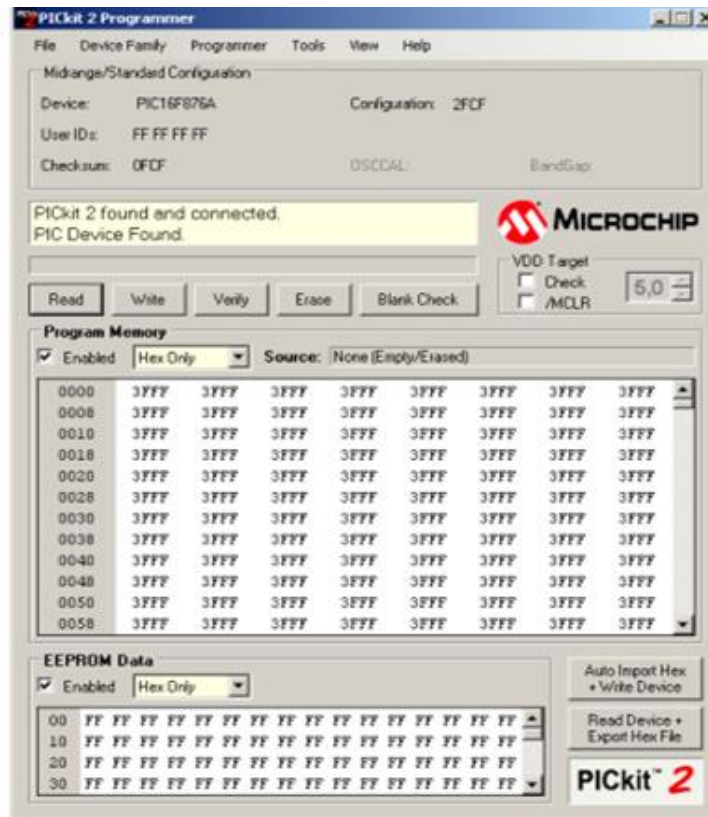 PICkit 2 Programmer
File Device Family Programmer Tools View Help
Midrange/Standard Configuration
Device: PIC16F876A Configuration: 2FCF
User IDs: FF FF FF FF
Checksum: 0FCF OSCCAL: BandGap:
PICkit 2 found and connected.
PIC Device Found.
MICROCHIP
VDD Target
Check
/MCLR
5,0
Read Write Verify Erase Blank Check
Program Memory
Enabled Hex Only Source: None (Empty/Erased)
0000 3FFF 3FFF 3FFF 3FFF 3FFF 3FFF 3FFF 3FFF
0008 3FFF 3FFF 3FFF 3FFF 3FFF 3FFF 3FFF 3FFF
0010 3FFF 3FFF 3FFF 3FFF 3FFF 3FFF 3FFF 3FFF
0018 3FFF 3FFF 3FFF 3FFF 3FFF 3FFF 3FFF 3FFF
0020 3FFF 3FFF 3FFF 3FFF 3FFF 3FFF 3FFF 3FFF
0028 3FFF 3FFF 3FFF 3FFF 3FFF 3FFF 3FFF 3FFF
0030 3FFF 3FFF 3FFF 3FFF 3FFF 3FFF 3FFF 3FFF
0038 3FFF 3FFF 3FFF 3FFF 3FFF 3FFF 3FFF 3FFF
0040 3FFF 3FFF 3FFF 3FFF 3FFF 3FFF 3FFF 3FFF
0048 3FFF 3FFF 3FFF 3FFF 3FFF 3FFF 3FFF 3FFF
0050 3FFF 3FFF 3FFF 3FFF 3FFF 3FFF 3FFF 3FFF
0058 3FFF 3FFF 3FFF 3FFF 3FFF 3FFF 3FFF 3FFF
EEPROM Data
Enabled Hex Only
00 FF FF FF FF FF FF FF FF FF FF FF FF FF FF FF FF
10 FF FF FF FF FF FF FF FF FF FF FF FF FF FF FF FF
20 FF FF FF FF FF FF FF FF FF FF FF FF FF FF FF FF
30 FF FF FF FF FF FF FF FF FF FF FF FF FF FF FF FF
Auto Import Hex
+ Write Device
Read Device +
Export Hex File
PICkit™ 2